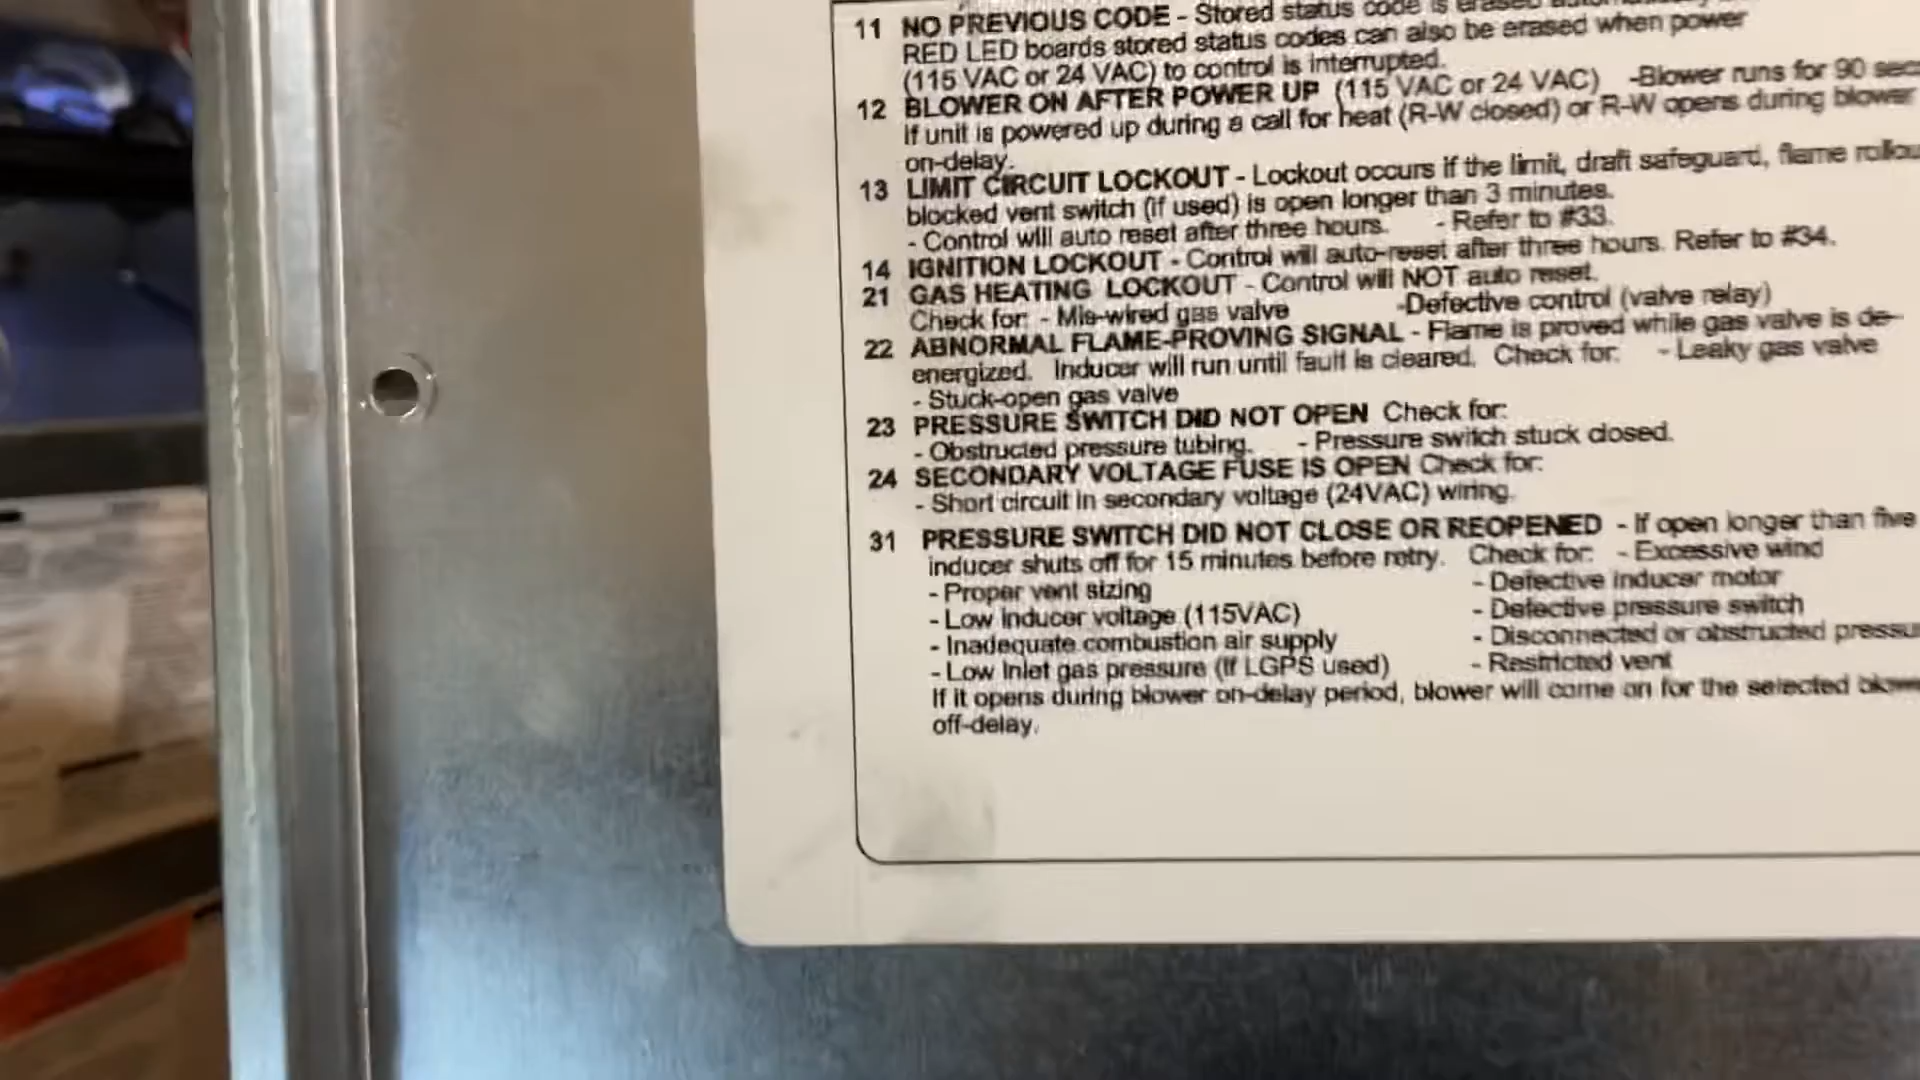 11 NO PREVIOUS CODE - Stored status code is erased
RED LED boards stored status codes can also be erased when power
(115 VAC or 24 VAC) to control is interrupted.
12 BLOWER ON AFTER POWER UP (115 VAC or 24 VAC) -Blower runs for 90 sec
if unit is powered up during a call for heat (R-W closed) or R-W opens during blower
on-delay.
13 LIMIT CIRCUIT LOCKOUT - Lockout occurs if the limit, draft safeguard, flame rollou
blocked vent switch (if used) is open longer than 3 minutes.
- Control will auto reset after three hours. - Refer to #33.
14 IGNITION LOCKOUT - Control will auto-reset after three hours. Refer to #34.
21 GAS HEATING LOCKOUT - Control will NOT auto reset.
Check for: - Mis-wired gas valve -Defective control (valve relay)
22 ABNORMAL FLAME-PROVING SIGNAL - Flame is proved while gas valve is de-
energized. Inducer will run until fault is cleared. Check for: - Leaky gas valve
- Stuck-open gas valve
23 PRESSURE SWITCH DID NOT OPEN Check for:
- Obstructed pressure tubing. - Pressure switch stuck closed.
24 SECONDARY VOLTAGE FUSE IS OPEN Check for:
- Short circuit in secondary voltage (24VAC) wiring.
31 PRESSURE SWITCH DID NOT CLOSE OR REOPENED - If open longer than five
inducer shuts off for 15 minutes before retry. Check for: - Excessive wind
- Proper vent sizing - Defective inducer motor
- Low inducer voltage (115VAC) - Defective pressure switch
- Inadequate combustion air supply - Disconnected or obstructed pressu
- Low inlet gas pressure (if LGPS used) - Restricted vent
If it opens during blower on-delay period, blower will come on for the selected blowe
off-delay.